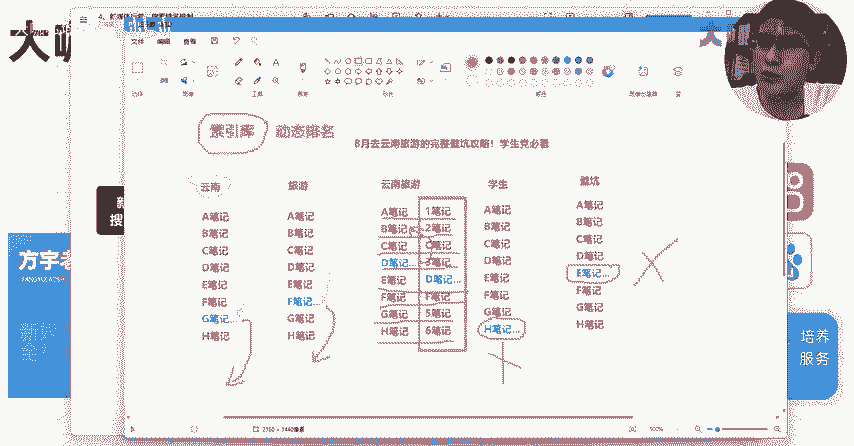 大
文件 编辑 查看
工具
形状
颜色
索引库 动态排名
8月去云南旅游的完整避坑攻略！学生党必看
云南 旅游 云南旅游 学生 避坑
A笔记 A笔记 A笔记 1笔记 A笔记 A笔记
B笔记 B笔记 B笔记 2笔记 B笔记 B笔记
C笔记 C笔记 C笔记 C笔记 C笔记 C笔记
D笔记 D笔记 D笔记... 3笔记 D笔记 D笔记
E笔记 E笔记 E笔记 D笔记... E笔记 E笔记...
F笔记 F笔记... F笔记 F笔记 F笔记 F笔记
G笔记... G笔记 G笔记 5笔记 G笔记 G笔记
H笔记 H笔记 H笔记 6笔记 H笔记... H笔记
方宇老
培养
服务